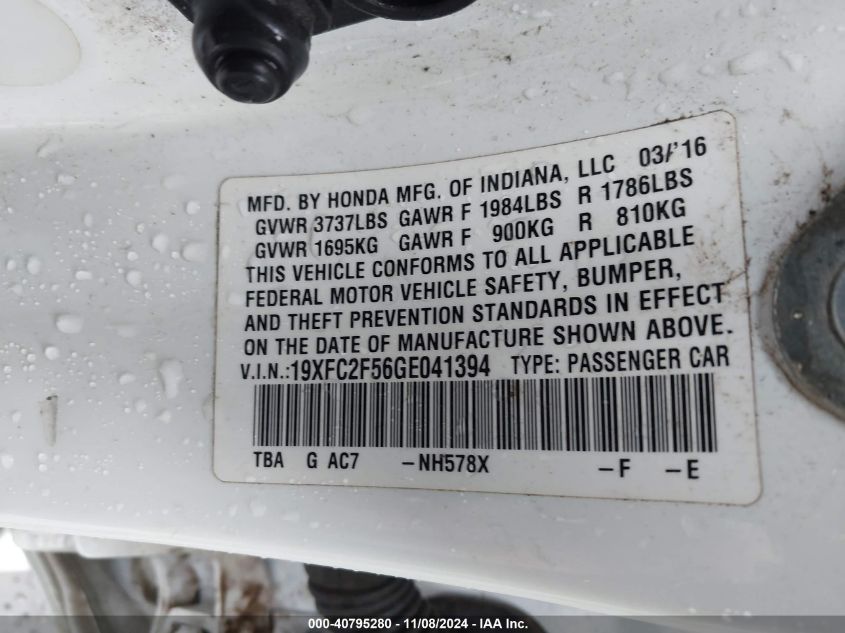 MFD. BY HONDA MFG. OF INDIANA, LLC 03/'16
GVWR 3737LBS GAWR F 1984LBS R 1786LBS
GVWR 1695KG GAWR F 900KG R 810KG
THIS VEHICLE CONFORMS TO ALL APPLICABLE
FEDERAL MOTOR VEHICLE SAFETY, BUMPER,
AND THEFT PREVENTION STANDARDS IN EFFECT
ON THE DATE OF MANUFACTURE SHOWN ABOVE.
V.I.N.:19XFC2F56GE041394 TYPE: PASSENGER CAR
TBA G AC7 –NH578X –F –E
000-40795280 - 11/08/2024 - IAA Inc.